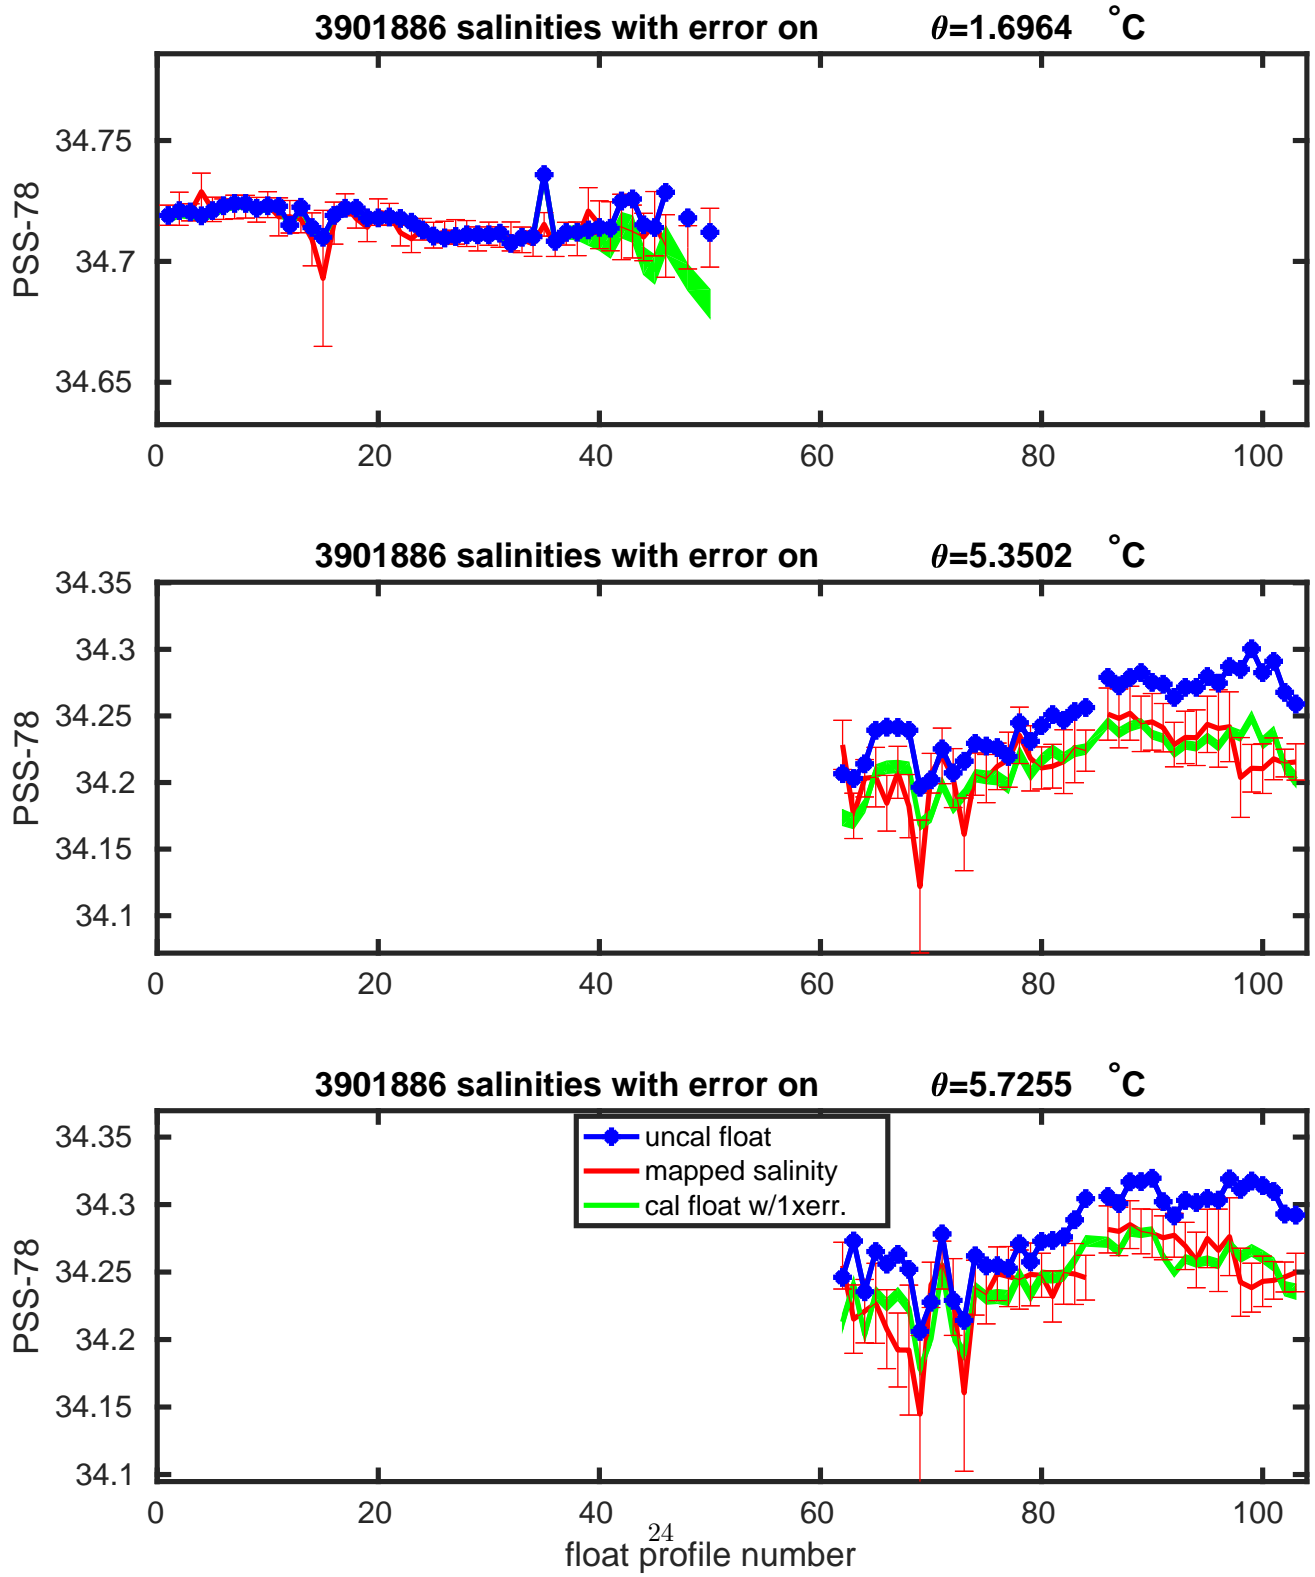 3901886 salinities with error on θ=1.6964 °C
PSS-78
34.75
34.7
34.65
0 20 40 60 80 100
3901886 salinities with error on θ=5.3502 °C
PSS-78
34.35
34.3
34.25
34.2
34.15
34.1
0 20 40 60 80 100
3901886 salinities with error on θ=5.7255 °C
PSS-78
34.35
34.3
34.25
34.2
34.15
34.1
uncal float
mapped salinity
cal float w/1xerr.
0 20 40 60 80 100
24
float profile number